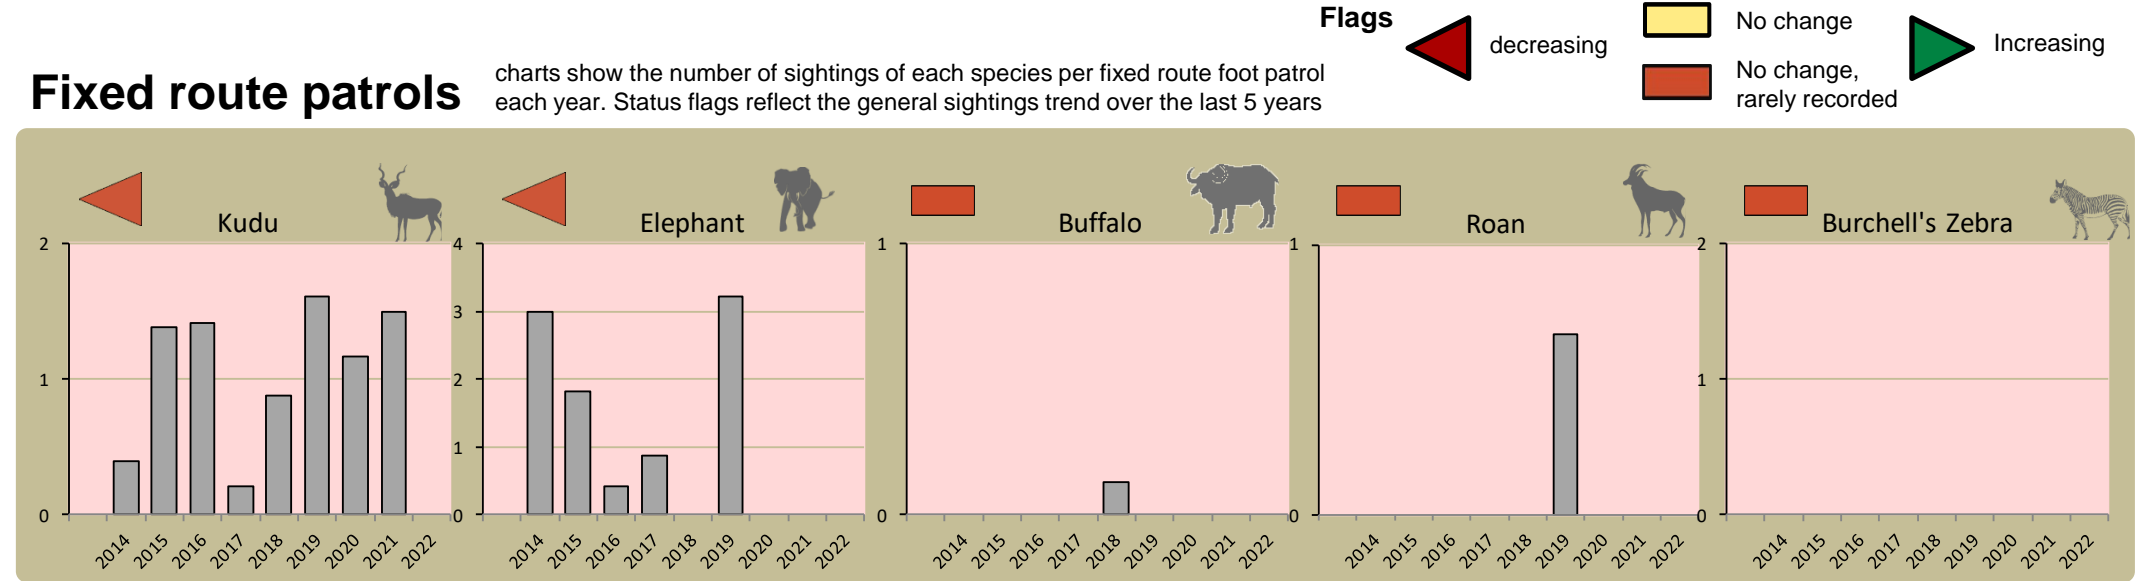 Flags
decreasing
No change
No change,
rarely recorded
Increasing
Fixed route patrols
charts show the number of sightings of each species per fixed route foot patrol
each year. Status flags reflect the general sightings trend over the last 5 years
Kudu
2
1
0
2014 2015 2016 2017 2018 2019 2020 2021 2022
Elephant
4
3
2
1
0
2014 2015 2016 2017 2018 2019 2020 2021 2022
Buffalo
1
0
2014 2015 2016 2017 2018 2019 2020 2021 2022
Roan
1
0
2014 2015 2016 2017 2018 2019 2020 2021 2022
Burchell's Zebra
2
1
0
2014 2015 2016 2017 2018 2019 2020 2021 2022